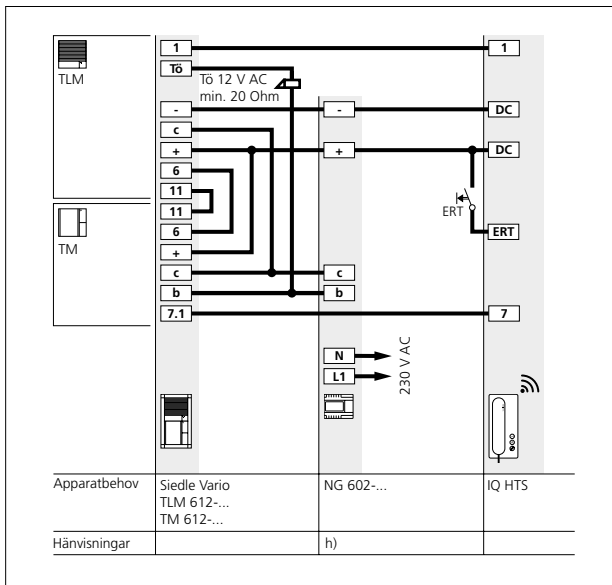 1 1
TLM
Tö
Tö 12 V AC
min. 20 Ohm
- - DC
c
+ + DC
6
11
ERT
11
TM
6 ERT
+
c c
b b
7.1 7
N
L1
230 V AC
Apparatbehov Siedle Vario NG 602-... IQ HTS
TLM 612-...
TM 612-...
Hänvisningar h)